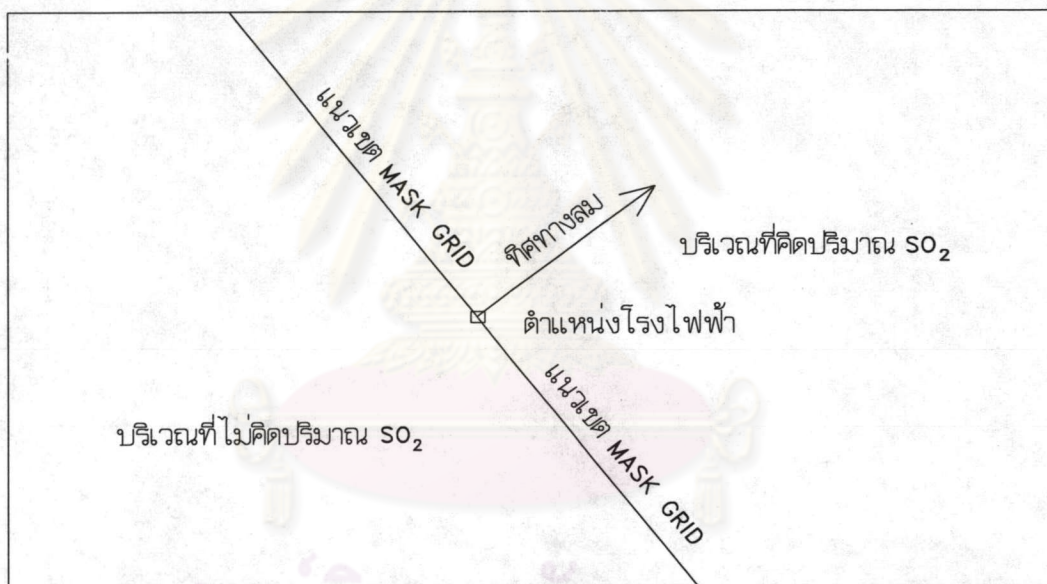 แนวเขต MASK GRID
ทิศทางลม
บริเวณที่คิดปริมาณ SO₂
ตำแหน่งโรงไฟฟ้า
แนวเขต MASK GRID
บริเวณที่ไม่คิดปริมาณ SO₂